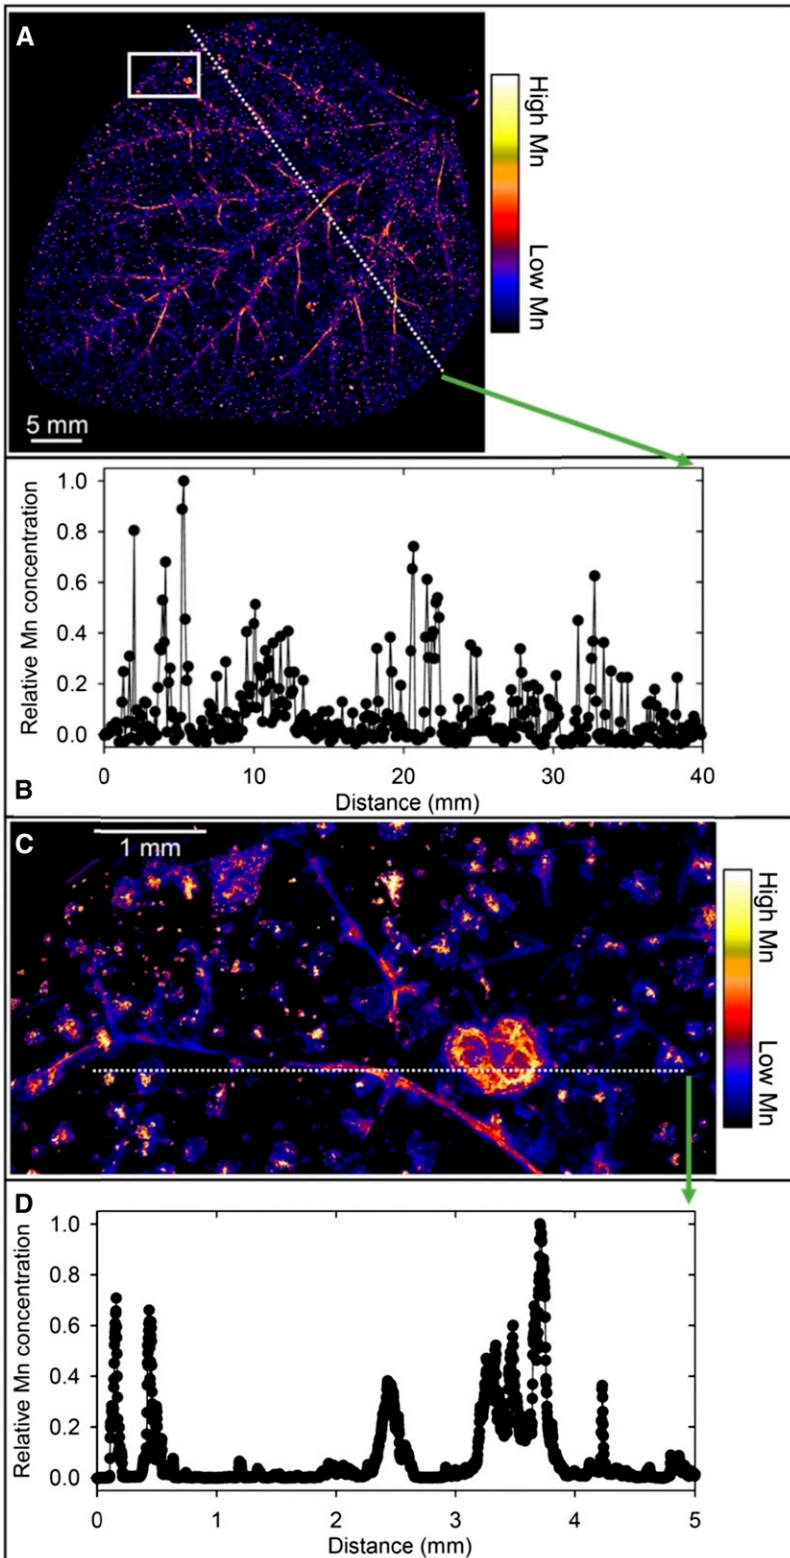 A
High Mn
Low Mn
5 mm
Relative Mn concentration
1.0
0.8
0.6
0.4
0.2
0.0
0
10
20
30
40
Distance (mm)
B
C
1 mm
High Mn
Low Mn
D
Relative Mn concentration
1.0
0.8
0.6
0.4
0.2
0.0
0
1
2
3
4
5
Distance (mm)